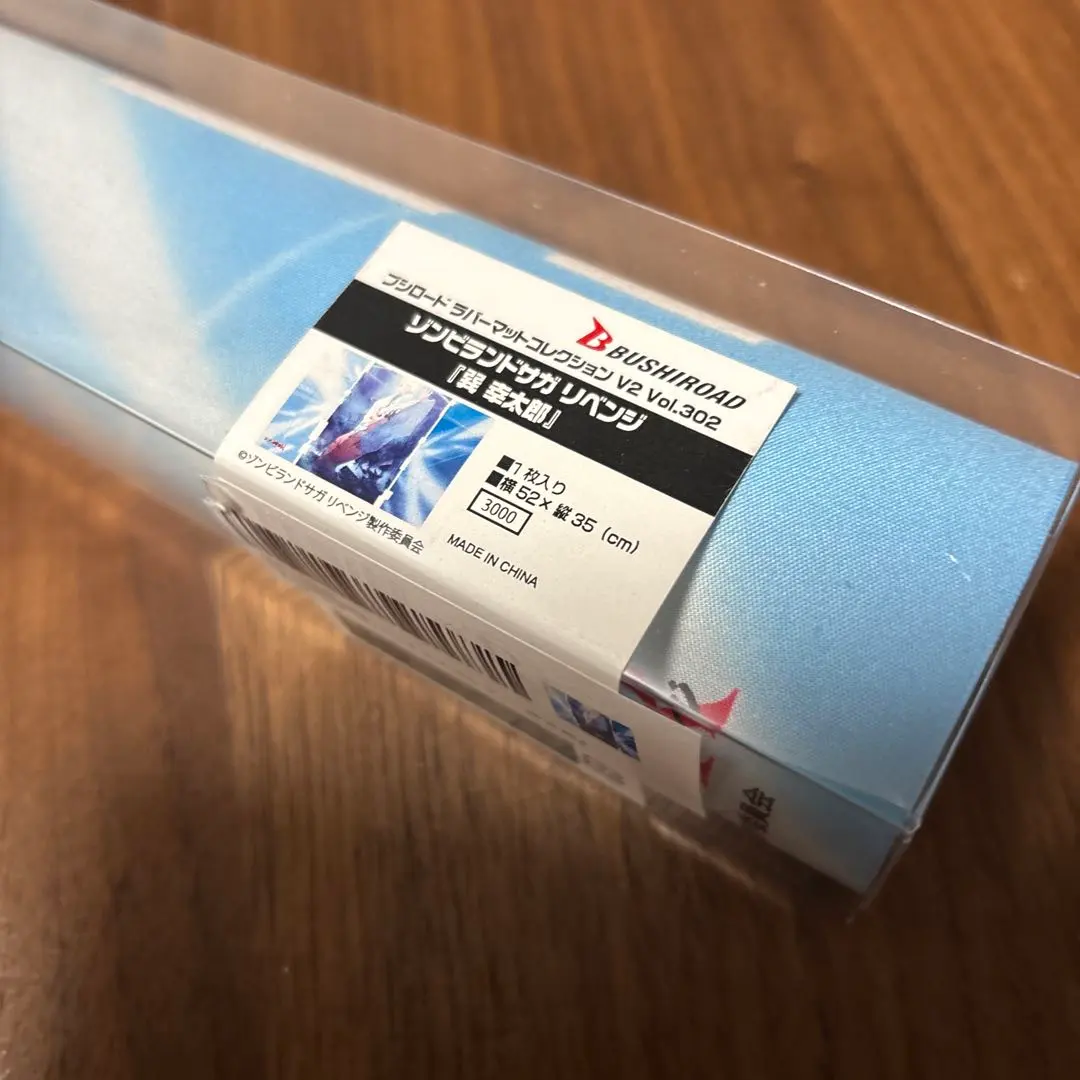 BUSHIROAD
ブシロード ラバーマットコレクション V2 Vol.302
ゾンビランドサガ リベンジ
『巽 幸太郎』
■1枚入り
■横52×縦35(cm)
3000
©ゾンビランドサガ リベンジ製作委員会
MADE IN CHINA